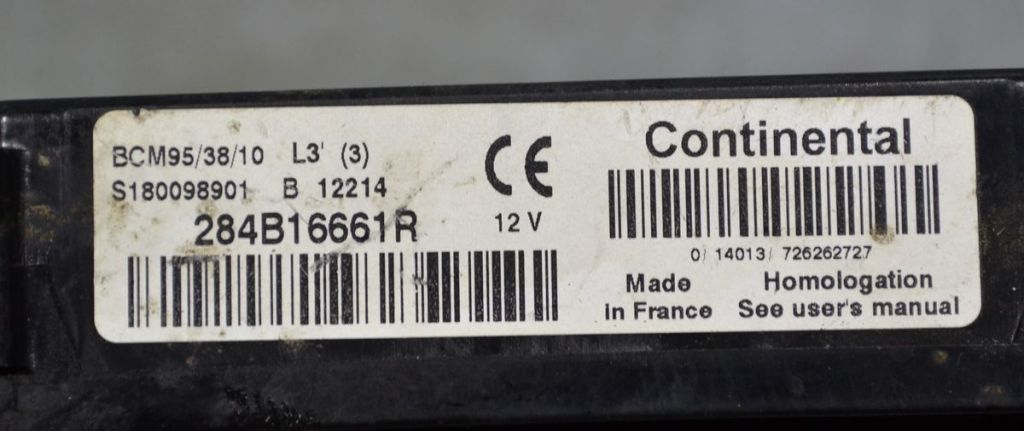 BCM95/38/10 L3' (3)
S180098901 B 12214
284B16661R
CE
12 V
Continental
0/ 14013/ 726262727
Made
in France
Homologation
See user's manual